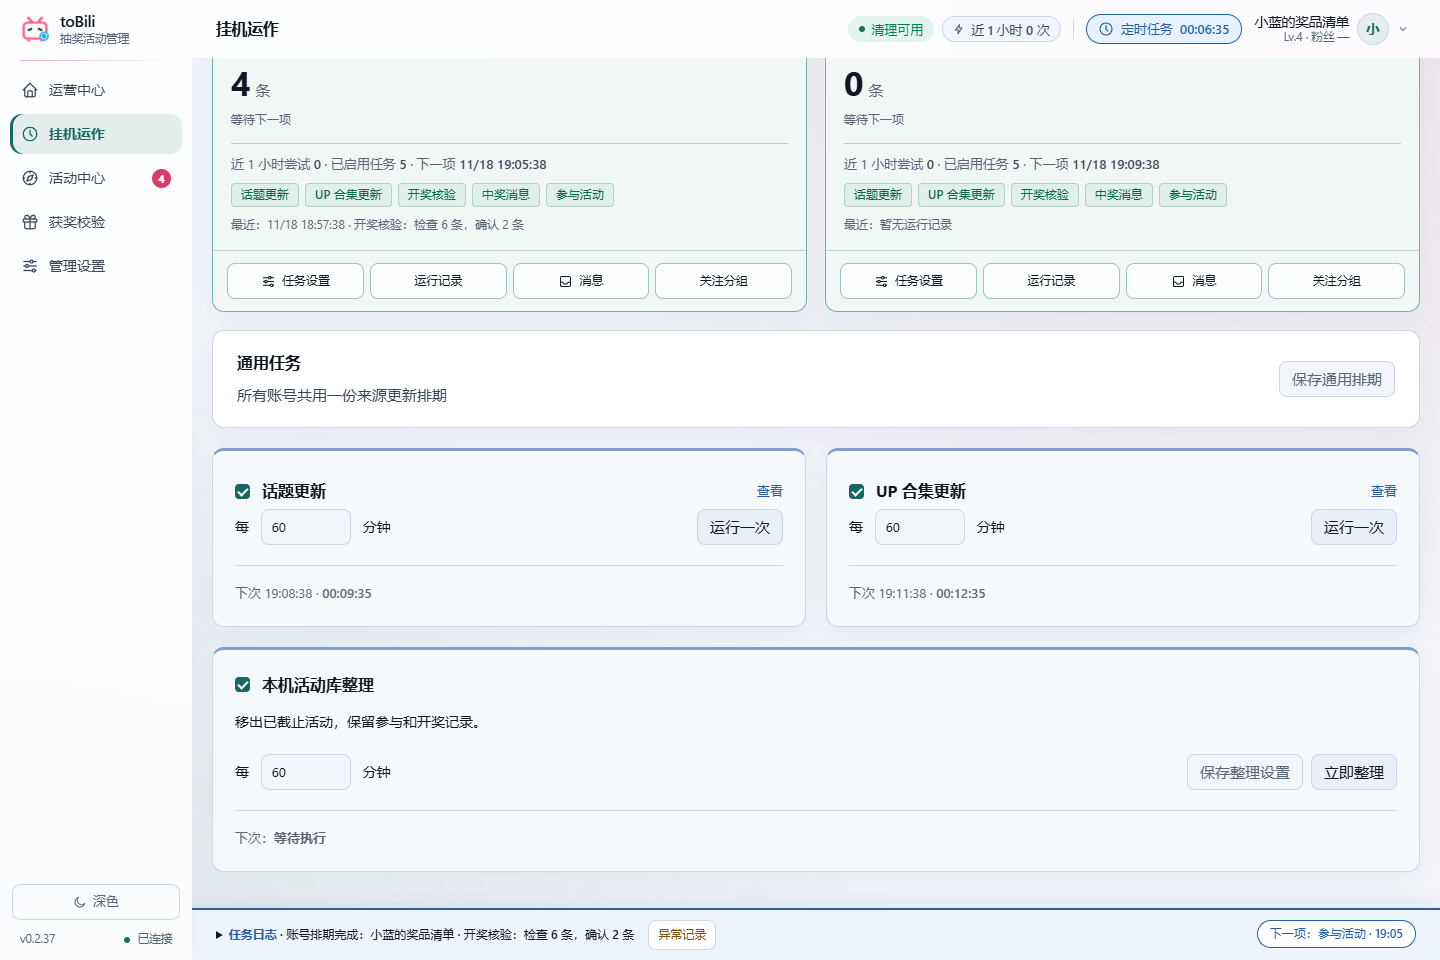 toBili
抽奖活动管理
运营中心
挂机运作
活动中心
4
获奖校验
管理设置
深色
v0.2.37
已连接
挂机运作
清理可用
近 1 小时 0 次
定时任务 00:06:35
小蓝的奖品清单
Lv.4 · 粉丝 —
小
4 条
等待下一项
近 1 小时尝试 0 · 已启用任务 5 · 下一项 11/18 19:05:38
话题更新 UP 合集更新 开奖核验 中奖消息 参与活动
最近：11/18 18:57:38 · 开奖核验：检查 6 条，确认 2 条
任务设置 运行记录 消息 关注分组
0 条
等待下一项
近 1 小时尝试 0 · 已启用任务 5 · 下一项 11/18 19:09:38
话题更新 UP 合集更新 开奖核验 中奖消息 参与活动
最近：暂无运行记录
任务设置 运行记录 消息 关注分组
通用任务
所有账号共用一份来源更新排期
保存通用排期
话题更新 查看
每 60 分钟 运行一次
下次 19:08:38 · 00:09:35
UP 合集更新 查看
每 60 分钟 运行一次
下次 19:11:38 · 00:12:35
本机活动库整理
移出已截止活动，保留参与和开奖记录。
每 60 分钟 保存整理设置 立即整理
下次：等待执行
任务日志 · 账号排期完成：小蓝的奖品清单 · 开奖核验：检查 6 条，确认 2 条 异常记录
下一项：参与活动 · 19:05